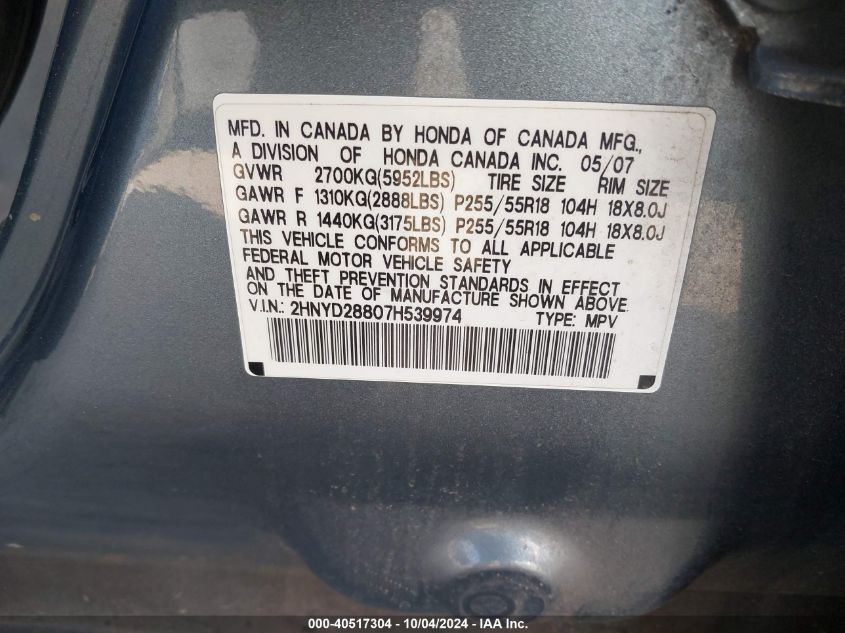 MFD. IN CANADA BY HONDA OF CANADA MFG.,
A DIVISION OF HONDA CANADA INC. 05/07
GVWR 2700KG(5952LBS) TIRE SIZE RIM SIZE
GAWR F 1310KG(2888LBS) P255/55R18 104H 18X8.0J
GAWR R 1440KG(3175LBS) P255/55R18 104H 18X8.0J
THIS VEHICLE CONFORMS TO ALL APPLICABLE
FEDERAL MOTOR VEHICLE SAFETY
AND THEFT PREVENTION STANDARDS IN EFFECT
ON THE DATE OF MANUFACTURE SHOWN ABOVE.
V.I.N.: 2HNYD28807H539974 TYPE: MPV
000-40517304 - 10/04/2024 - IAA Inc.